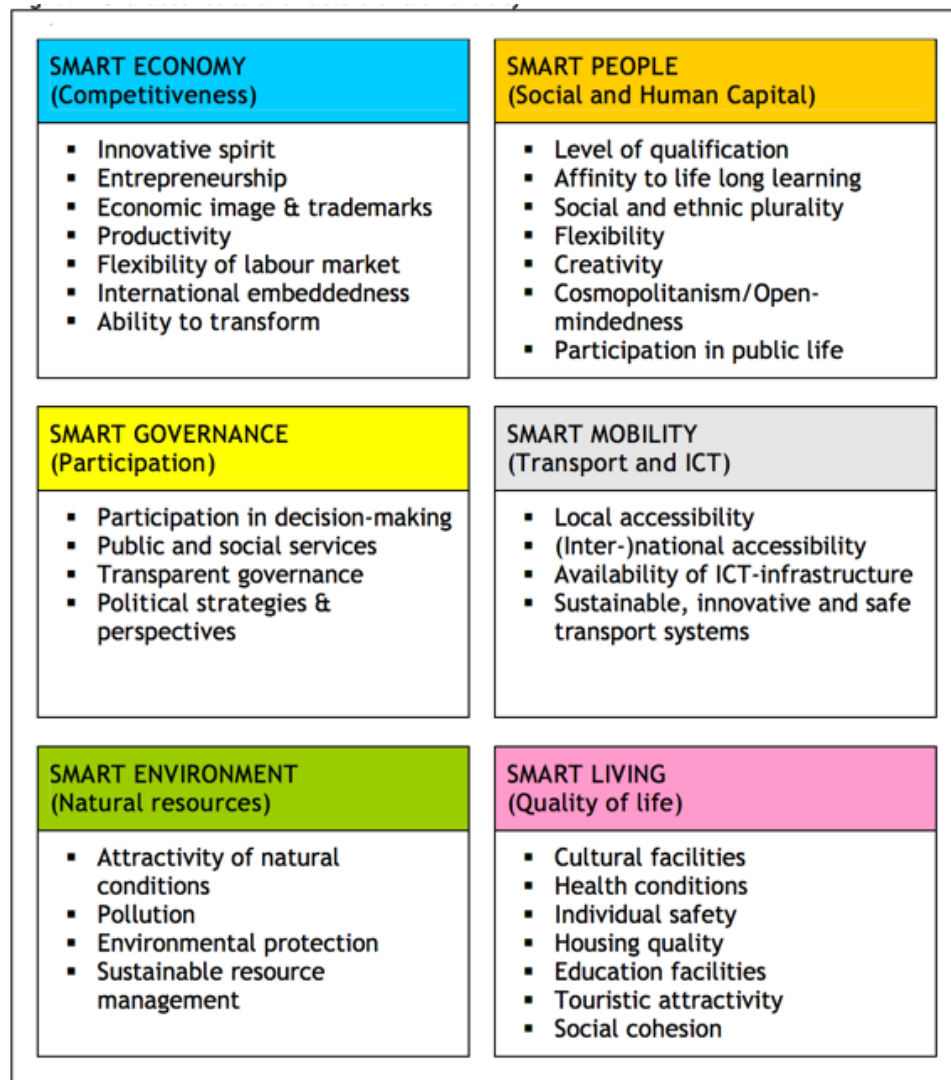 SMART ECONOMY
(Competitiveness)
▪ Innovative spirit
▪ Entrepreneurship
▪ Economic image & trademarks
▪ Productivity
▪ Flexibility of labour market
▪ International embeddedness
▪ Ability to transform
SMART PEOPLE
(Social and Human Capital)
▪ Level of qualification
▪ Affinity to life long learning
▪ Social and ethnic plurality
▪ Flexibility
▪ Creativity
▪ Cosmopolitanism/Open-
mindedness
▪ Participation in public life
SMART GOVERNANCE
(Participation)
▪ Participation in decision-making
▪ Public and social services
▪ Transparent governance
▪ Political strategies &
perspectives
SMART MOBILITY
(Transport and ICT)
▪ Local accessibility
▪ (Inter-)national accessibility
▪ Availability of ICT-infrastructure
▪ Sustainable, innovative and safe
transport systems
SMART ENVIRONMENT
(Natural resources)
▪ Attractivity of natural
conditions
▪ Pollution
▪ Environmental protection
▪ Sustainable resource
management
SMART LIVING
(Quality of life)
▪ Cultural facilities
▪ Health conditions
▪ Individual safety
▪ Housing quality
▪ Education facilities
▪ Touristic attractivity
▪ Social cohesion